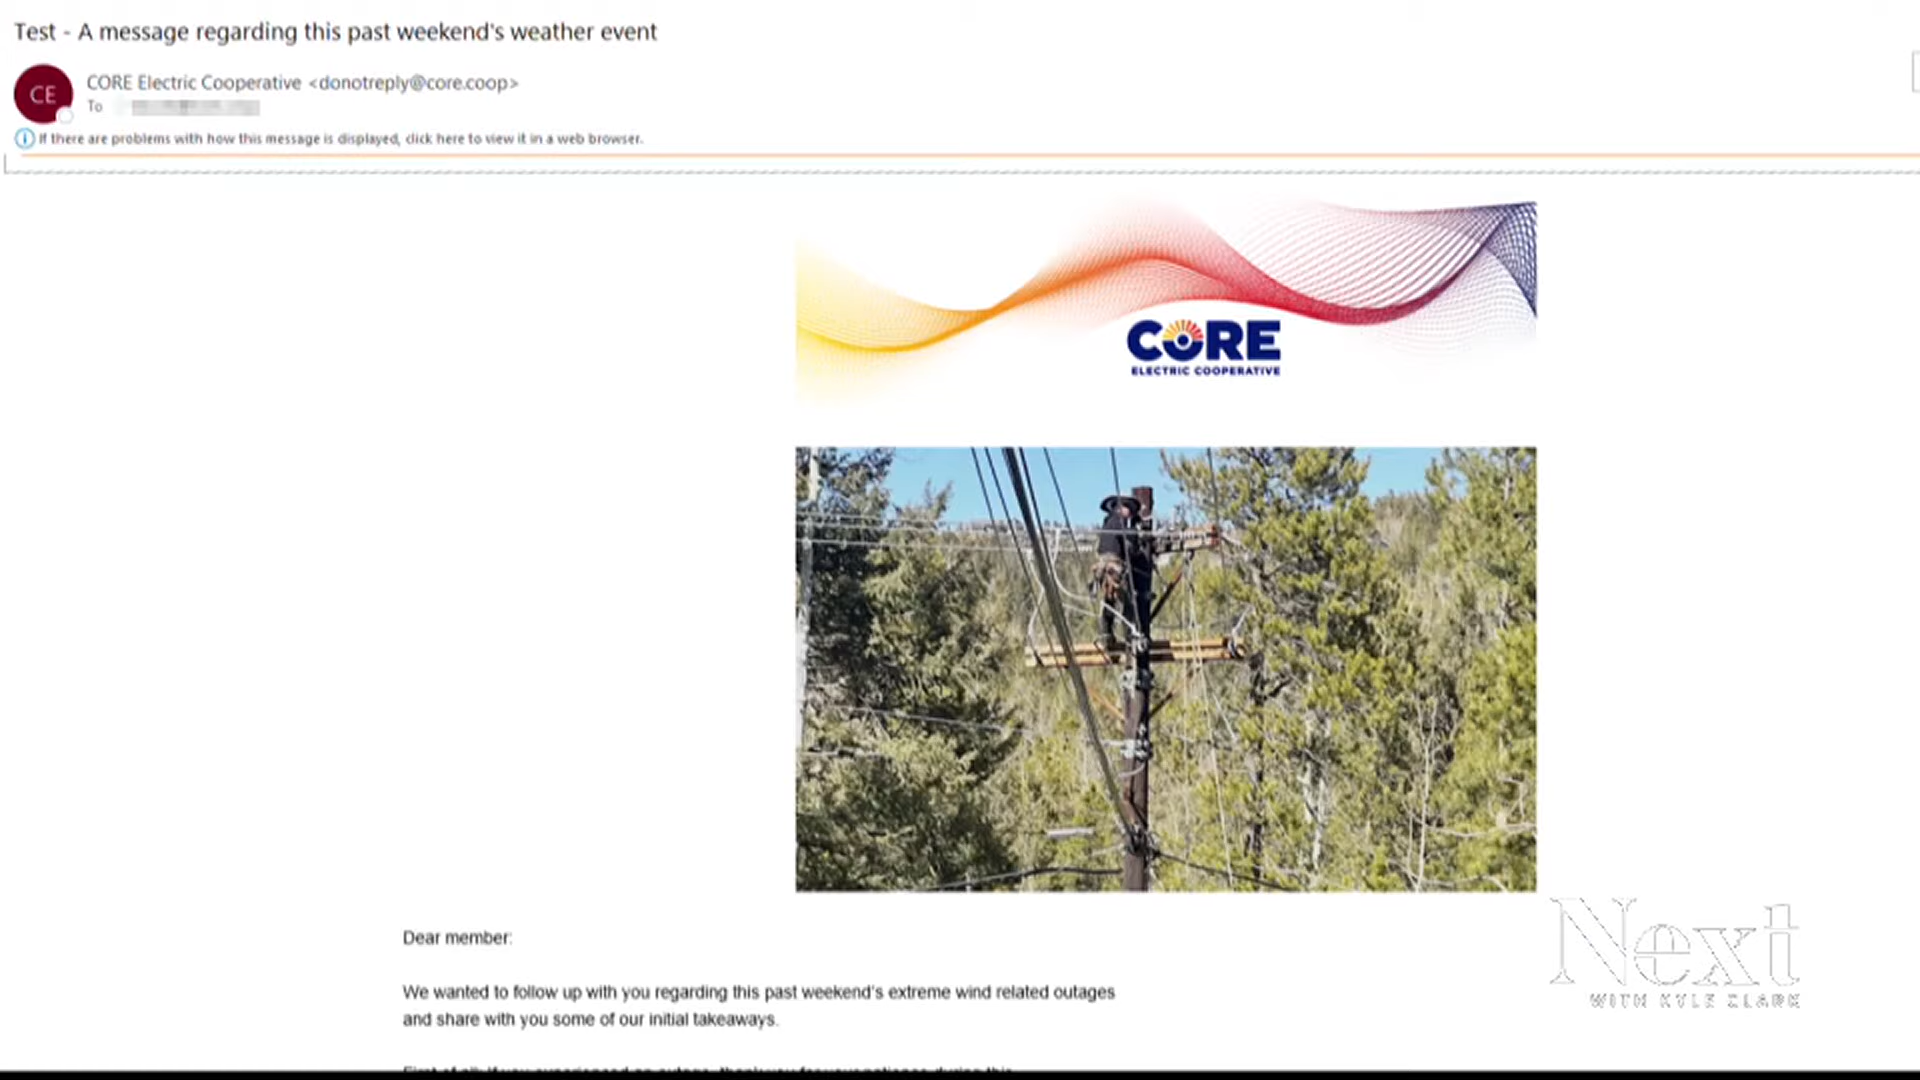 Test - A message regarding this past weekend's weather event
CE
CORE Electric Cooperative <donotreply@core.coop>
To
If there are problems with how this message is displayed, click here to view it in a web browser.
CORE
ELECTRIC COOPERATIVE
Dear member:
We wanted to follow up with you regarding this past weekend's extreme wind related outages
and share with you some of our initial takeaways.
Next
WITH KYLE CLARK